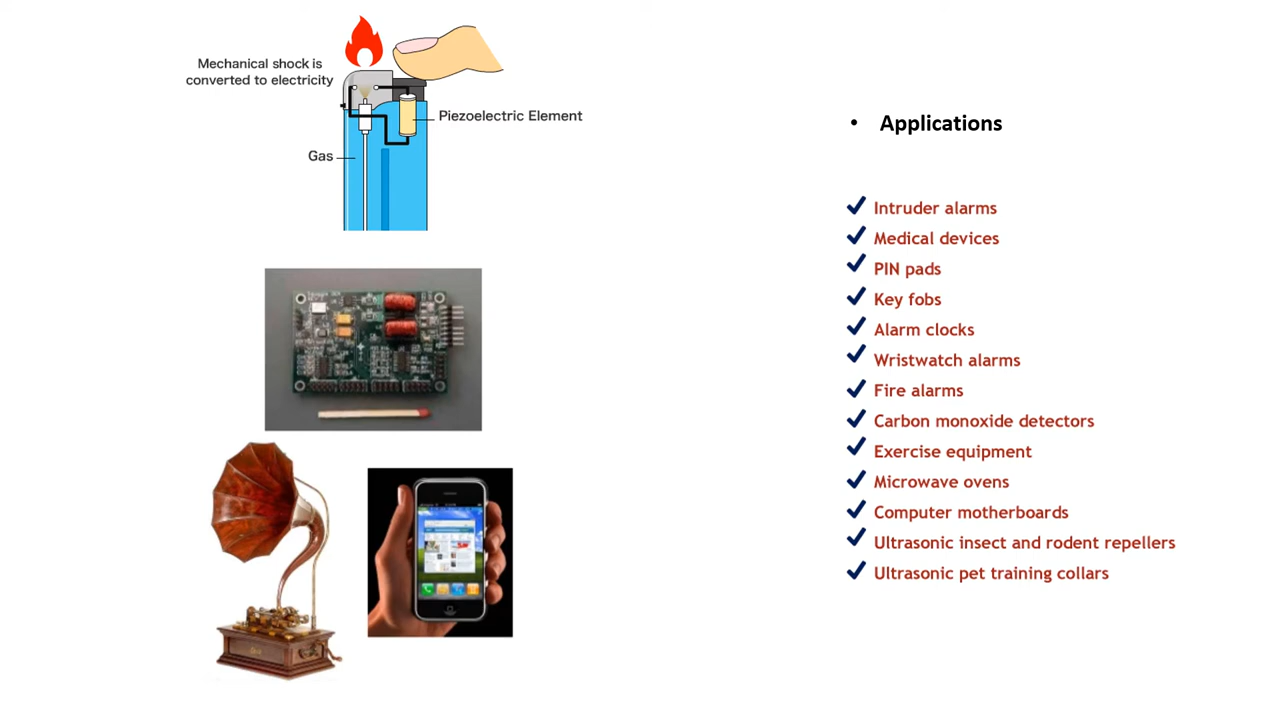 Mechanical shock is
converted to electricity
Piezoelectric Element
Gas
• Applications
Intruder alarms
Medical devices
PIN pads
Key fobs
Alarm clocks
Wristwatch alarms
Fire alarms
Carbon monoxide detectors
Exercise equipment
Microwave ovens
Computer motherboards
Ultrasonic insect and rodent repellers
Ultrasonic pet training collars